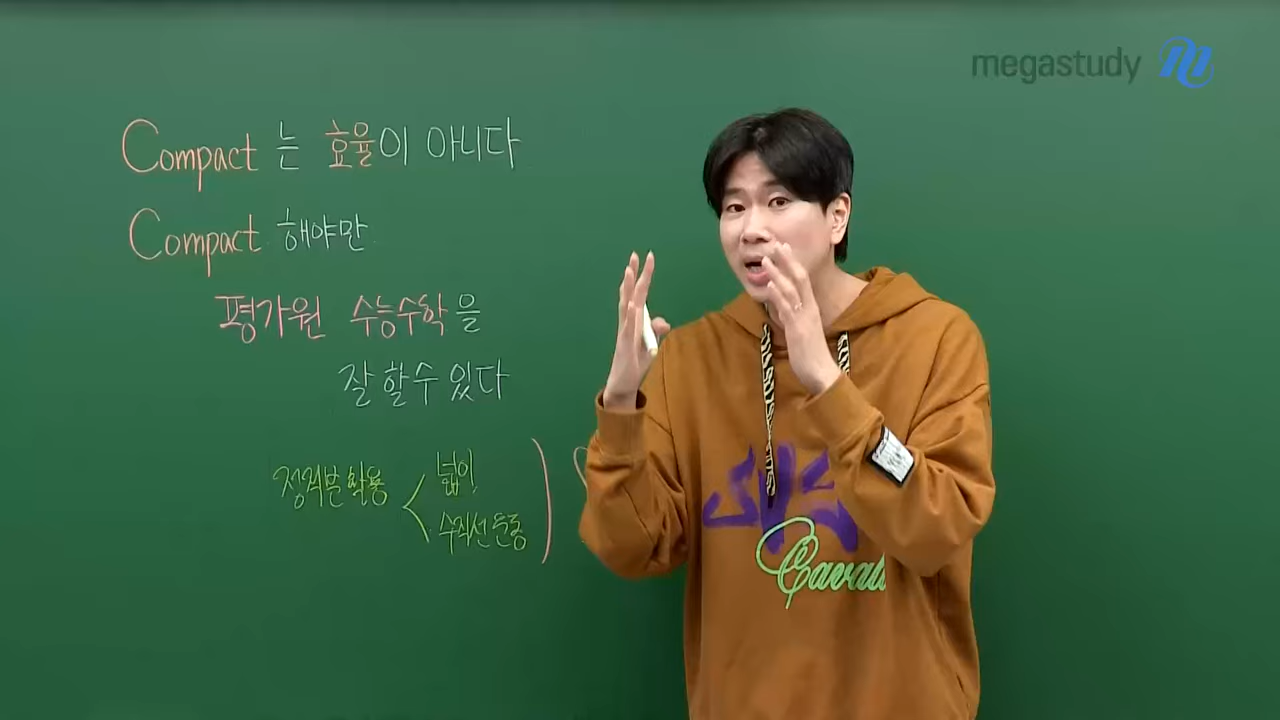 megastudy
Compact 는 효율이 아니다
Compact 해야만
평가원 수능수학을
잘 할 수 있다
정적분 활용 < 넓이
수직선 운동
Caval